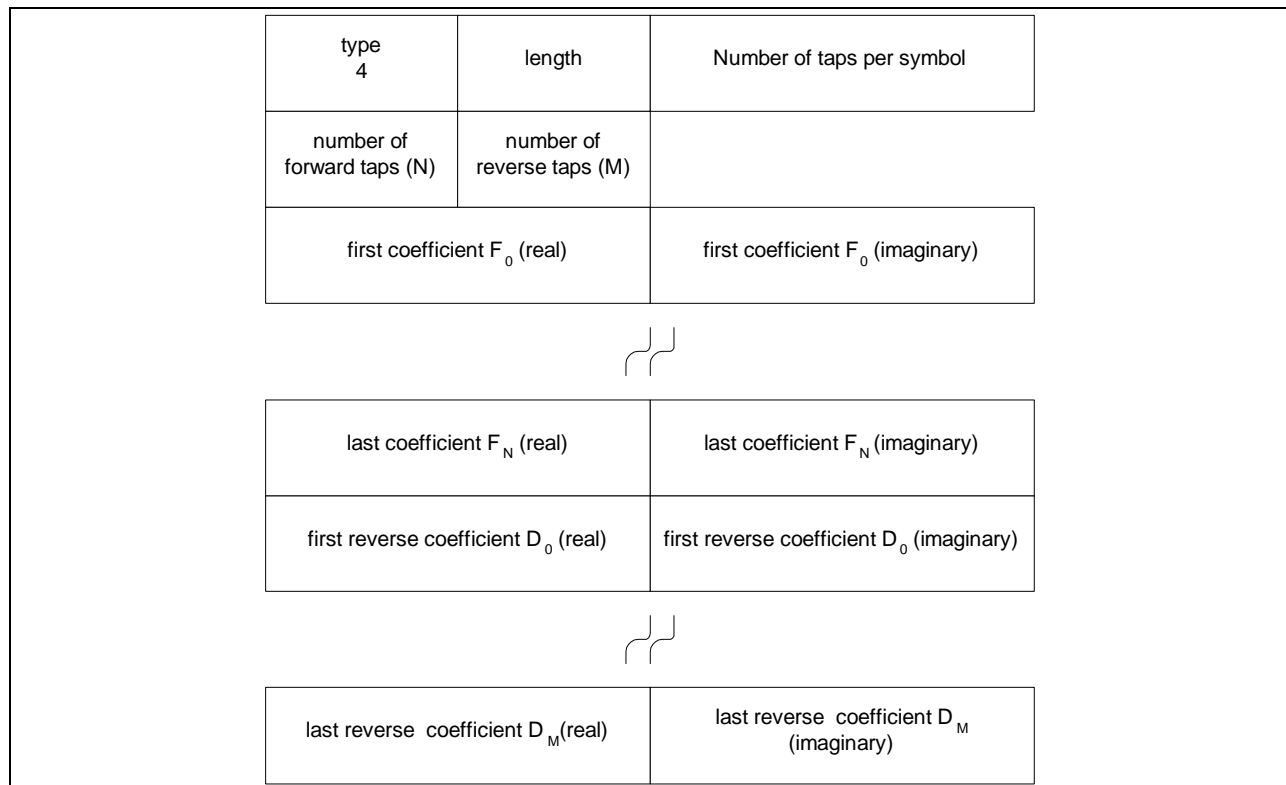 type
4
length
Number of taps per symbol
number of
forward taps (N)
number of
reverse taps (M)
first coefficient F0 (real)
first coefficient F0 (imaginary)
last coefficient FN (real)
last coefficient FN (imaginary)
first reverse coefficient D0 (real)
first reverse coefficient D0 (imaginary)
last reverse coefficient DM(real)
last reverse coefficient DM
(imaginary)